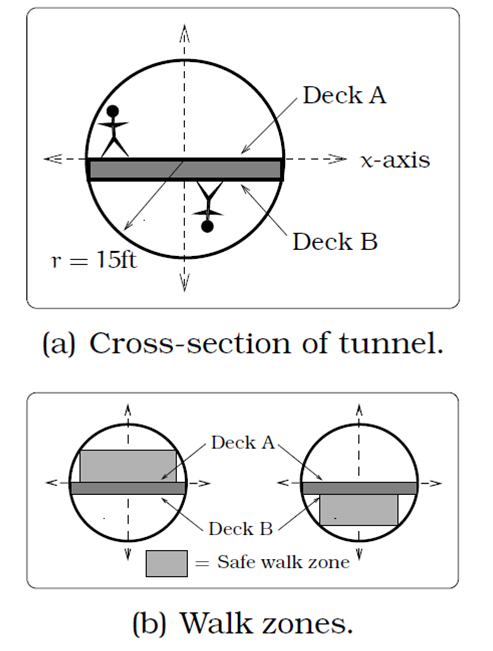 Deck A
x-axis
Deck B
r = 15ft
(a) Cross-section of tunnel.
Deck A
Deck B
= Safe walk zone
(b) Walk zones.